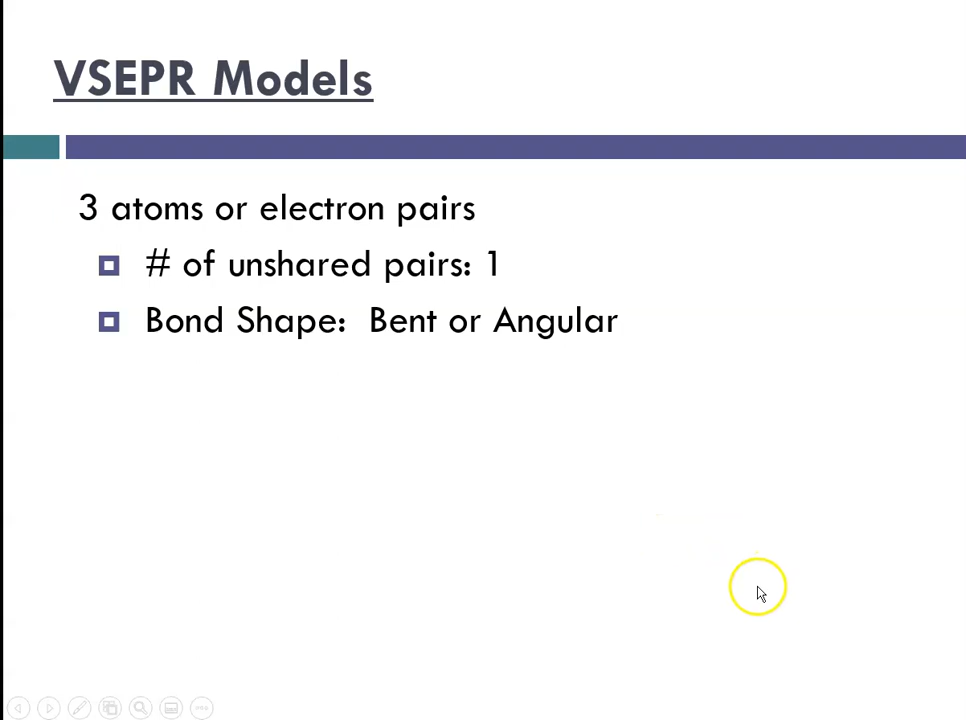 VSEPR Models
3 atoms or electron pairs
# of unshared pairs: 1
Bond Shape: Bent or Angular